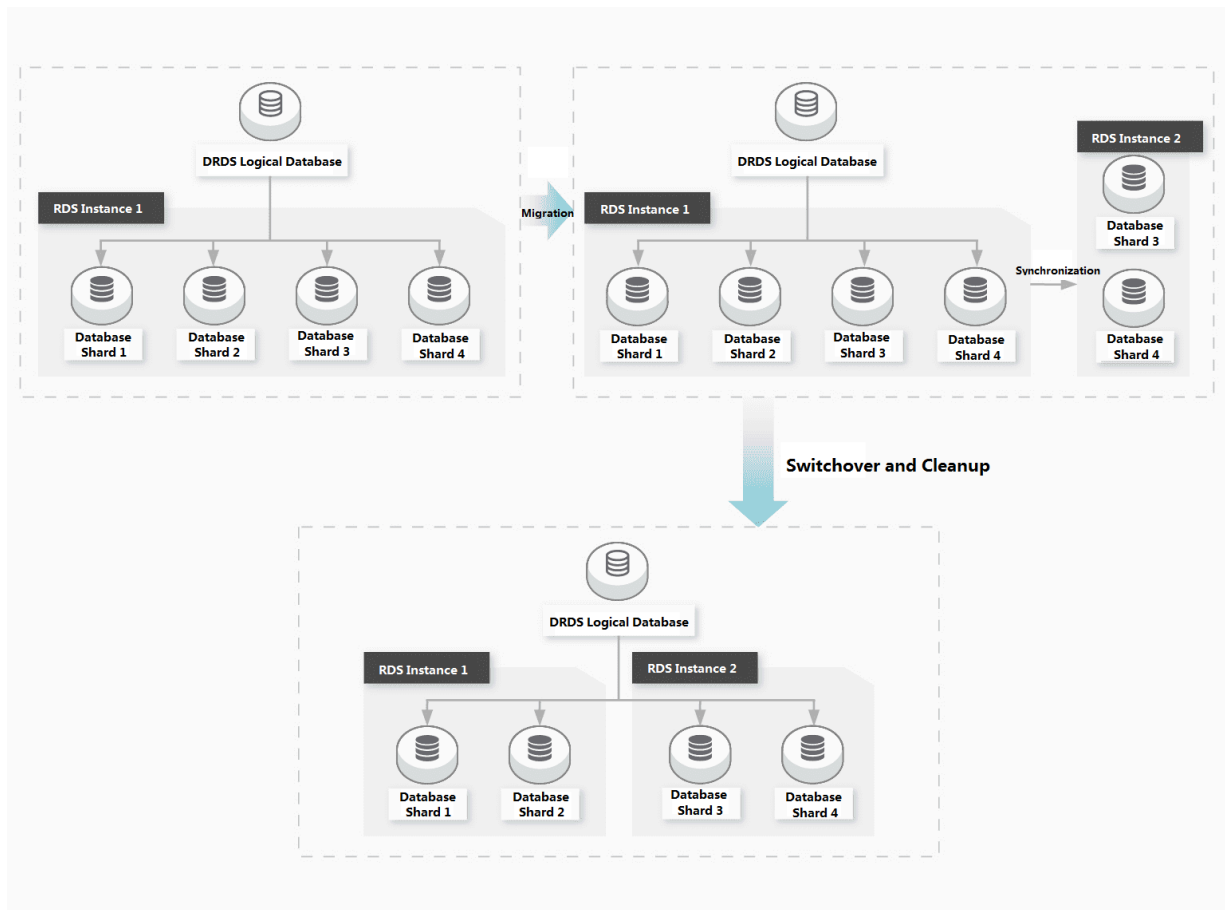 DRDS Logical Database
RDS Instance 1
Database
Shard 1
Database
Shard 2
Database
Shard 3
Database
Shard 4
Migration
DRDS Logical Database
RDS Instance 1
Database
Shard 1
Database
Shard 2
Database
Shard 3
Database
Shard 4
Synchronization
RDS Instance 2
Database
Shard 3
Database
Shard 4
Switchover and Cleanup
DRDS Logical Database
RDS Instance 1
Database
Shard 1
Database
Shard 2
RDS Instance 2
Database
Shard 3
Database
Shard 4